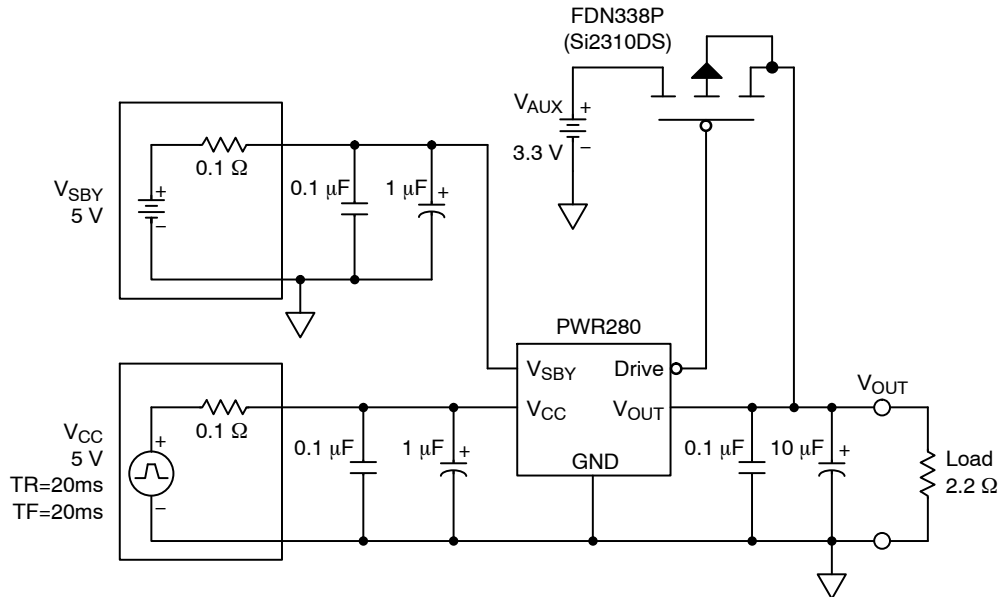 FDN338P
(Si2310DS)
VAUX
+
3.3 V
−
0.1 Ω
VSBY
5 V
+
−
0.1 µF
1 µF
+
PWR280
VSBY
Drive
VCC
VOUT
GND
0.1 Ω
VCC
5 V
TR=20ms
TF=20ms
+
−
0.1 µF
1 µF
+
0.1 µF
10 µF
+
VOUT
Load
2.2 Ω